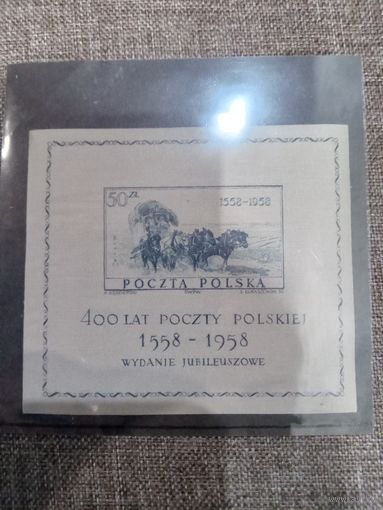 50 ZŁ
1558-1958
POCZTA POLSKA
400 LAT POCZTY POLSKIEJ
1558 - 1958
WYDANIE JUBILEUSZOWE